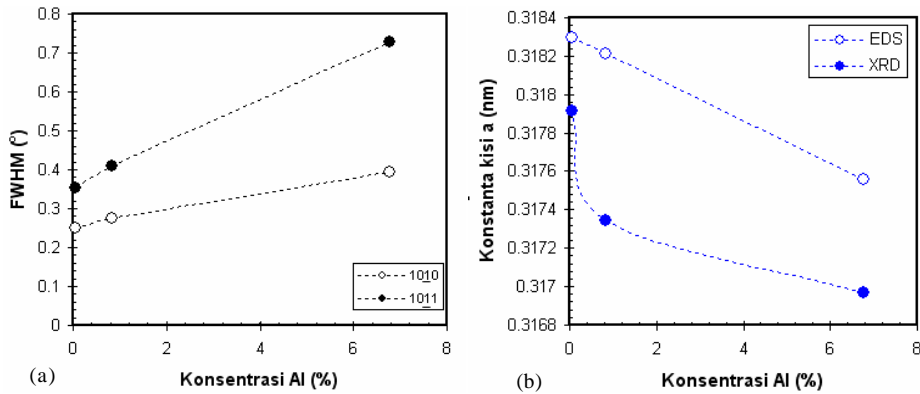 0.8
0.7
0.6
0.5
0.4
0.3
0.2
0.1
0
FWHM (°)
1010
1011
0 2 4 6 8
Konsentrasi Al (%)
(a)
0.3184
0.3182
0.318
0.3178
0.3176
0.3174
0.3172
0.317
0.3168
Konstanta kisi a (nm)
EDS
XRD
0 2 4 6 8
Konsentrasi Al (%)
(b)